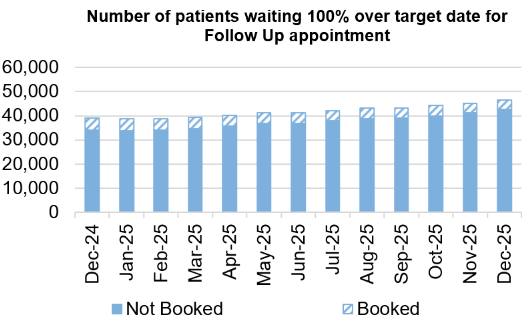 Number of patients waiting 100% over target date for
Follow Up appointment
60,000
50,000
40,000
30,000
20,000
10,000
0
Dec-24
Jan-25
Feb-25
Mar-25
Apr-25
May-25
Jun-25
Jul-25
Aug-25
Sep-25
Oct-25
Nov-25
Dec-25
Not Booked
Booked